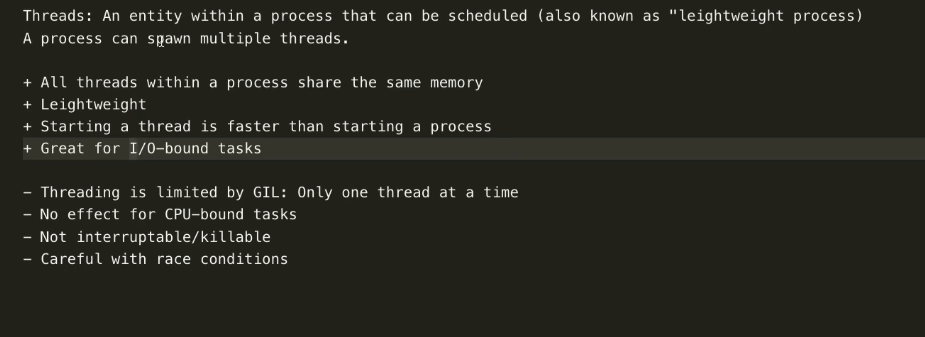 Threads: An entity within a process that can be scheduled (also known as "leightweight process)
A process can spawn multiple threads.
+ All threads within a process share the same memory
+ Leightweight
+ Starting a thread is faster than starting a process
+ Great for I/O-bound tasks
- Threading is limited by GIL: Only one thread at a time
- No effect for CPU-bound tasks
- Not interruptable/killable
- Careful with race conditions